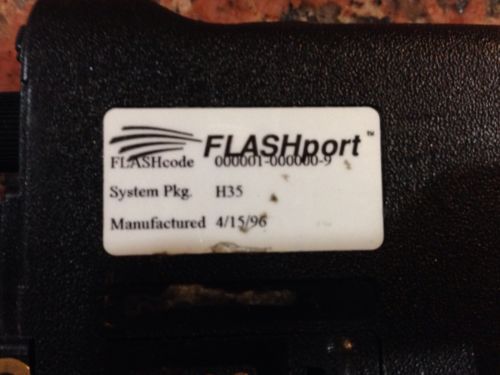 FLASHport™
FLASHcode 000001-000000-9
System Pkg. H35
Manufactured 4/15/96